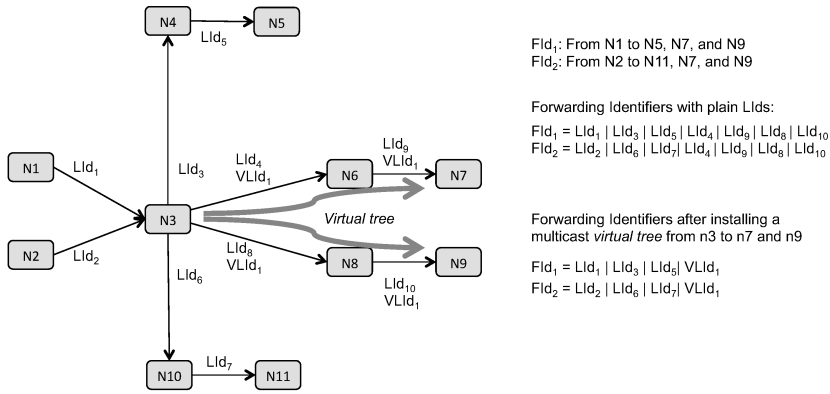 N4
N5
LId₅
FId₁: From N1 to N5, N7, and N9
FId₂: From N2 to N11, N7, and N9
Forwarding Identifiers with plain LIds:
FId₁ = LId₁ | LId₃ | LId₅ | LId₄ | LId₉ | LId₈ | LId₁₀
FId₂ = LId₂ | LId₆ | LId₇| LId₄ | LId₉ | LId₈ | LId₁₀
N1
LId₁
LId₃
LId₄
VLId₁
N6
LId₉
VLId₁
N7
N3
Virtual tree
N2
LId₂
LId₈
VLId₁
N8
N9
LId₁₀
VLId₁
LId₆
Forwarding Identifiers after installing a
multicast virtual tree from n3 to n7 and n9
FId₁ = LId₁ | LId₃ | LId₅| VLId₁
FId₂ = LId₂ | LId₆ | LId₇| VLId₁
N10
LId₇
N11